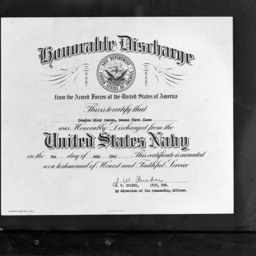 Honorable Discharge
from the Armed Forces of the United States of America
This is to certify that
was Honorably Discharged from the
United States Navy
on the day of This certificate is awarded
as a testimonial of Honest and Faithful Service
By direction of the Commanding Officer.